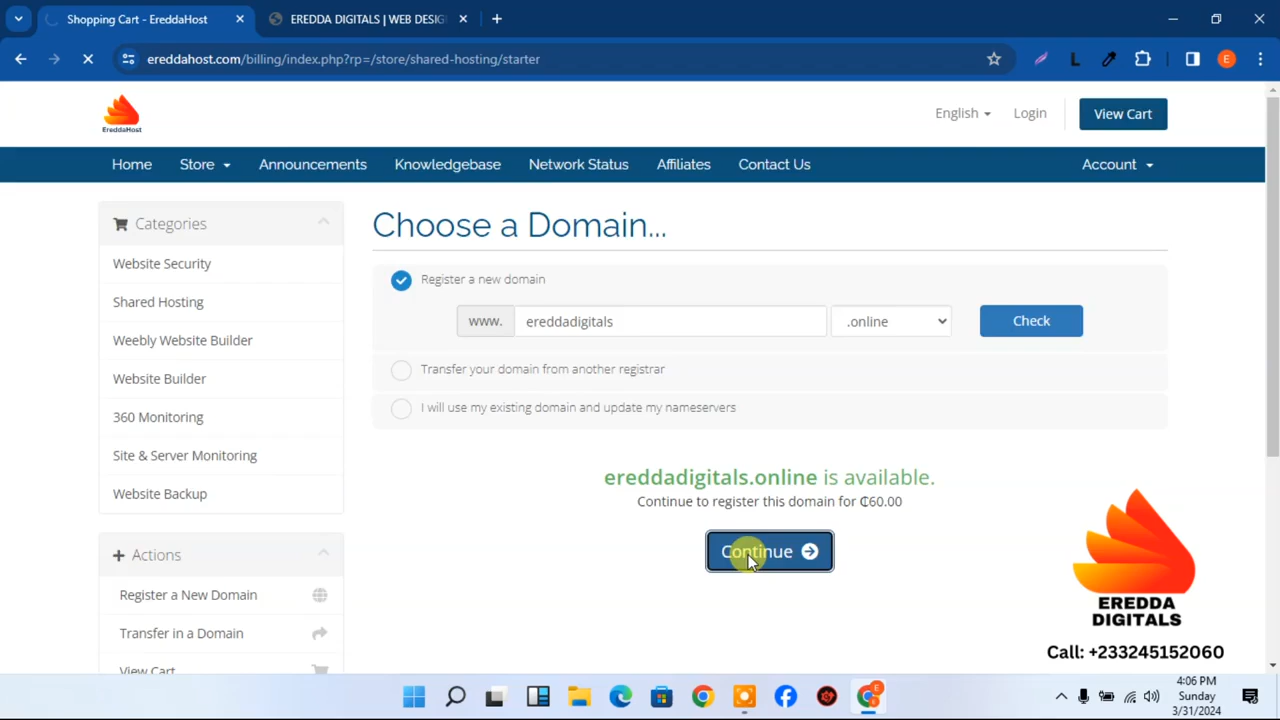 Shopping Cart - EreddaHost
EREDDA DIGITALS | WEB DESIG
ereddahost.com/billing/index.php?rp=/store/shared-hosting/starter
L
E
EreddaHost
English
Login
View Cart
Home
Store
Announcements
Knowledgebase
Network Status
Affiliates
Contact Us
Account
Categories
Website Security
Shared Hosting
Weebly Website Builder
Website Builder
360 Monitoring
Site & Server Monitoring
Website Backup
Actions
Register a New Domain
Transfer in a Domain
View Cart
Choose a Domain...
Register a new domain
www.
ereddadigitals
.online
Check
Transfer your domain from another registrar
I will use my existing domain and update my nameservers
ereddadigitals.online is available.
Continue to register this domain for ₵60.00
Continue
EREDDA
DIGITALS
Call: +233245152060
E
4:06 PM
Sunday
3/31/2024